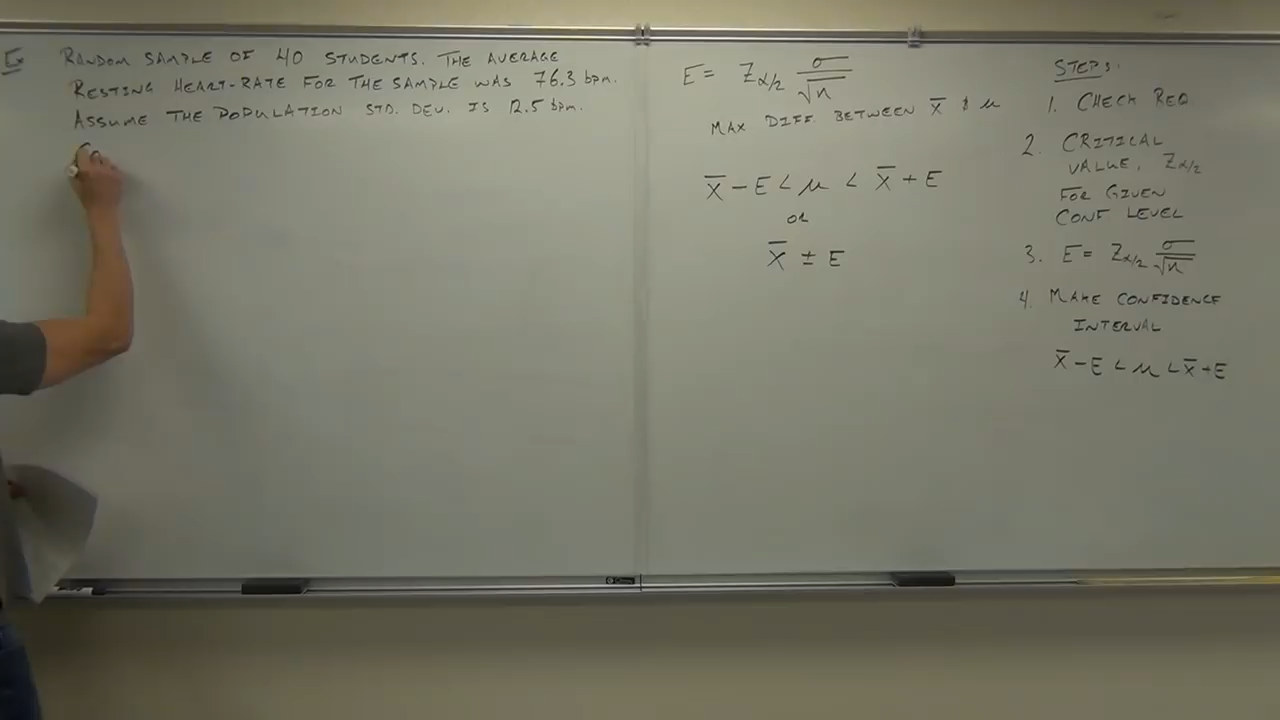 Ex RANDOM SAMPLE OF 40 STUDENTS. THE AVERAGE
RESTING HEART-RATE FOR THE SAMPLE WAS 76.3 bpm.
ASSUME THE POPULATION STD. DEV. IS 12.5 bpm.
E = Zα/2 σ/√n
MAX DIFF BETWEEN x̄ & μ
x̄ - E < μ < x̄ + E
OR
x̄ ± E
STEPS:
1. CHECK REQ
2. CRITICAL
VALUE, Zα/2
FOR GIVEN
CONF LEVEL
3. E = Zα/2 σ/√n
4. MAKE CONFIDENCE
INTERVAL
x̄ - E < μ < x̄ + E